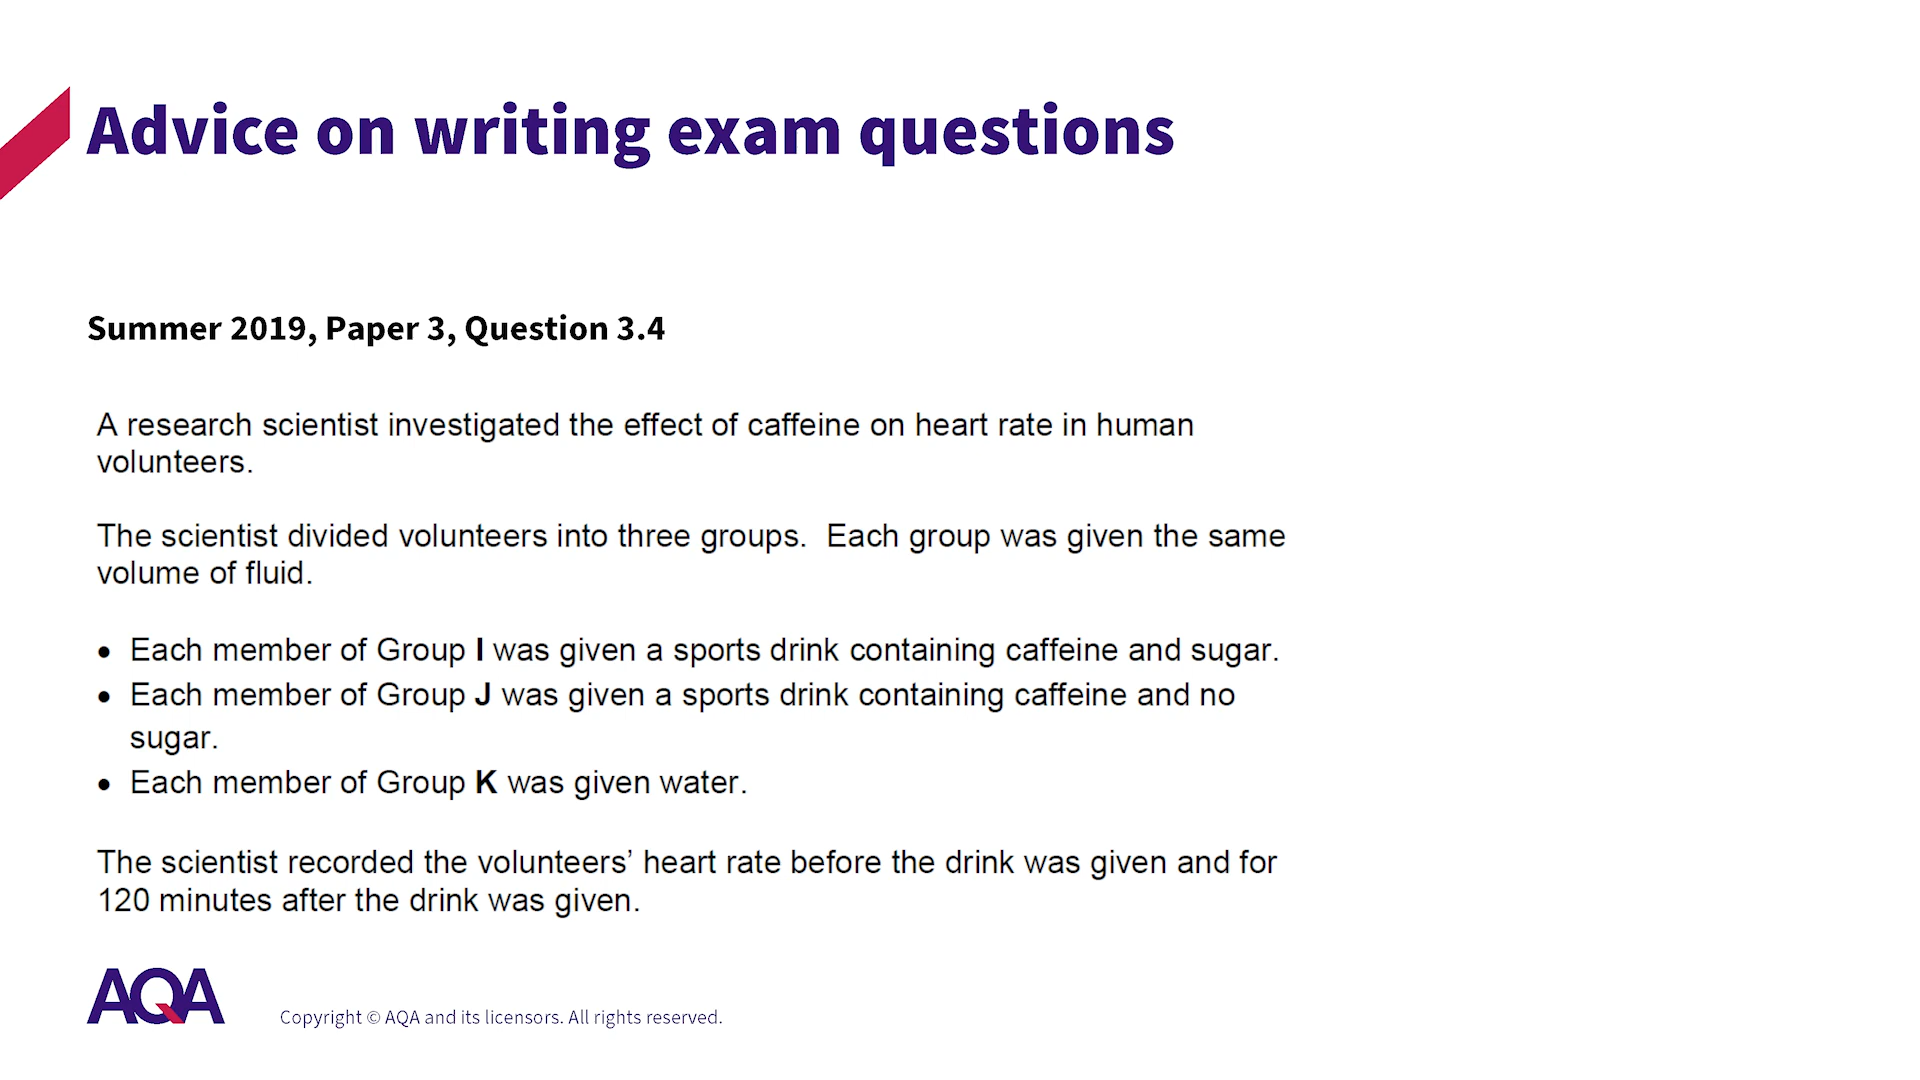 Advice on writing exam questions
Summer 2019, Paper 3, Question 3.4
A research scientist investigated the effect of caffeine on heart rate in human
volunteers.
The scientist divided volunteers into three groups.  Each group was given the same
volume of fluid.
• Each member of Group I was given a sports drink containing caffeine and sugar.
• Each member of Group J was given a sports drink containing caffeine and no
sugar.
• Each member of Group K was given water.
The scientist recorded the volunteers’ heart rate before the drink was given and for
120 minutes after the drink was given.
AQA
Copyright © AQA and its licensors. All rights reserved.